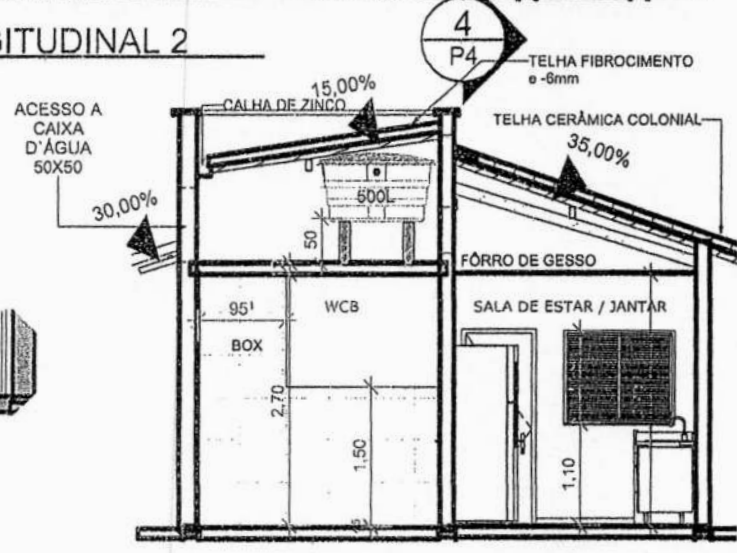 GITUDINAL 2
4
P4
TELHA FIBROCIMENTO
e -6mm
15,00%
CALHA DE ZINCO
ACESSO A
CAIXA
D'ÁGUA
50X50
TELHA CERÂMICA COLONIAL
35,00%
30,00%
500L
50
FÔRRO DE GESSO
95¹
WCB
SALA DE ESTAR / JANTAR
BOX
2,70
1,50
1,10